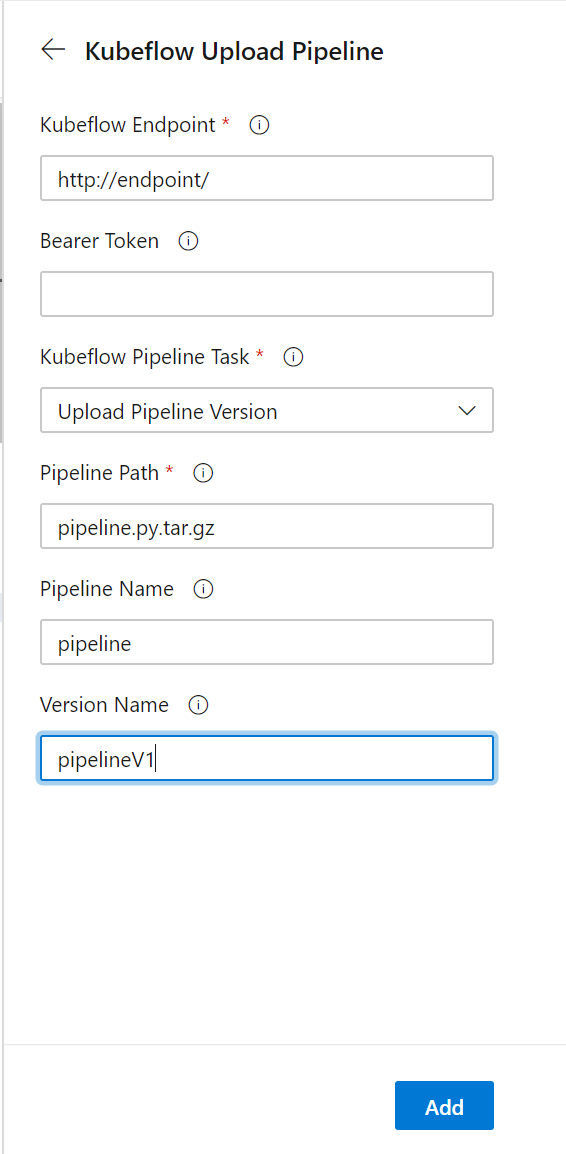 Kubeflow Upload Pipeline
Kubeflow Endpoint *
http://endpoint/
Bearer Token
Kubeflow Pipeline Task *
Upload Pipeline Version
Pipeline Path *
pipeline.py.tar.gz
Pipeline Name
pipeline
Version Name
pipelineV1
Add